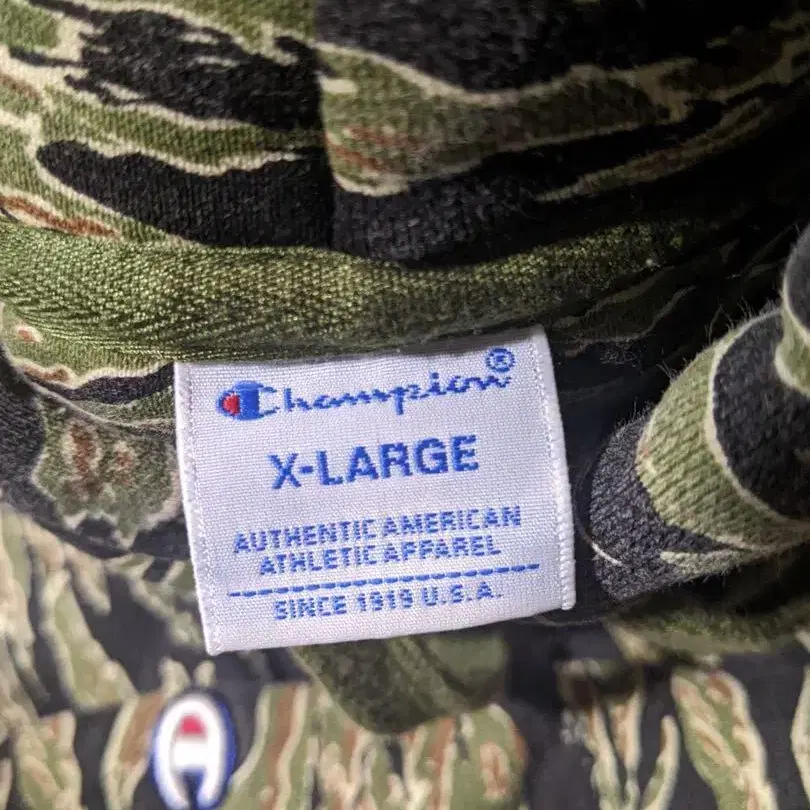 Champion®
X-LARGE
AUTHENTIC AMERICAN
ATHLETIC APPAREL
SINCE 1919 U.S.A.